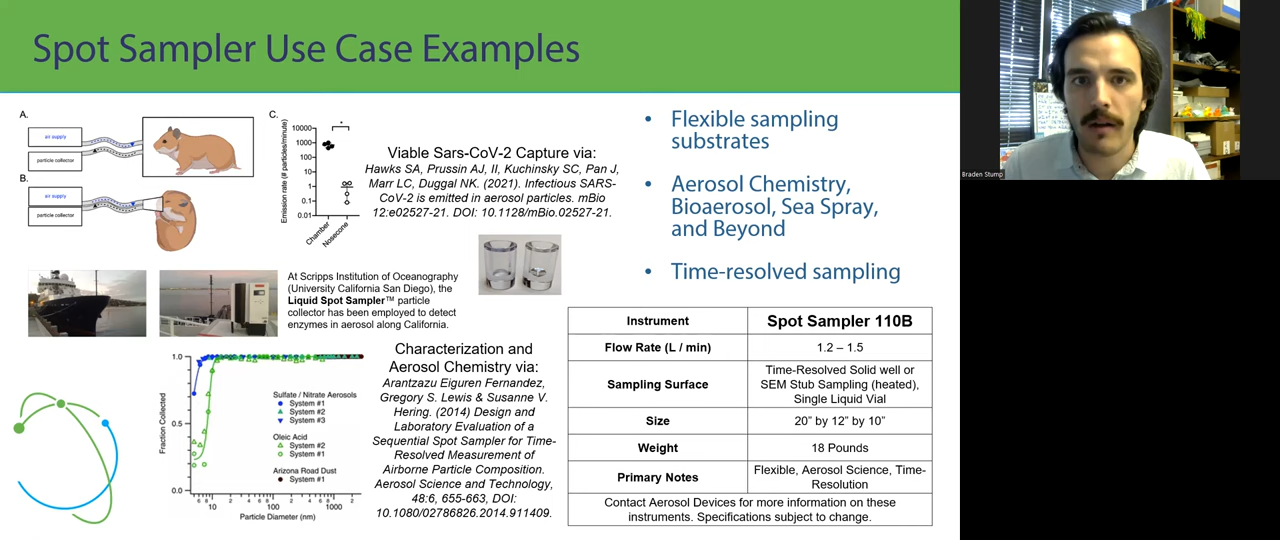 Spot Sampler Use Case Examples
A.
air supply
particle collector
B.
air supply
particle collector
C.
Emission rate (# particles/minute)
10000
1000
100
10
1
0.1
0.01
*
Chamber
Nosecone
Viable Sars-CoV-2 Capture via:
Hawks SA, Prussin AJ, II, Kuchinsky SC, Pan J,
Marr LC, Duggal NK. (2021). Infectious SARS-
CoV-2 is emitted in aerosol particles. mBio
12:e02527-21. DOI: 10.1128/mBio.02527-21.
At Scripps Institution of Oceanography
(University California San Diego), the
Liquid Spot Sampler™ particle
collector has been employed to detect
enzymes in aerosol along California.
Fraction Collected
1.0
0.5
0.0
Sulfate / Nitrate Aerosols
System #1
System #2
System #3
Oleic Acid
System #2
System #1
Arizona Road Dust
System #1
6 8
10
2 4 6 8
100
2 4 6 8
1000
2
Particle Diameter (nm)
Characterization and
Aerosol Chemistry via:
Arantzazu Eiguren Fernandez,
Gregory S. Lewis & Susanne V.
Hering. (2014) Design and
Laboratory Evaluation of a
Sequential Spot Sampler for Time-
Resolved Measurement of
Airborne Particle Composition.
Aerosol Science and Technology,
48:6, 655-663, DOI:
10.1080/02786826.2014.911409.
• Flexible sampling
substrates
• Aerosol Chemistry,
Bioaerosol, Sea Spray,
and Beyond
• Time-resolved sampling
Instrument Spot Sampler 110B
Flow Rate (L / min) 1.2 – 1.5
Sampling Surface Time-Resolved Solid well or
SEM Stub Sampling (heated),
Single Liquid Vial
Size 20” by 12” by 10”
Weight 18 Pounds
Primary Notes Flexible, Aerosol Science, Time-
Resolution
Contact Aerosol Devices for more information on these
instruments. Specifications subject to change.
Braden Stump